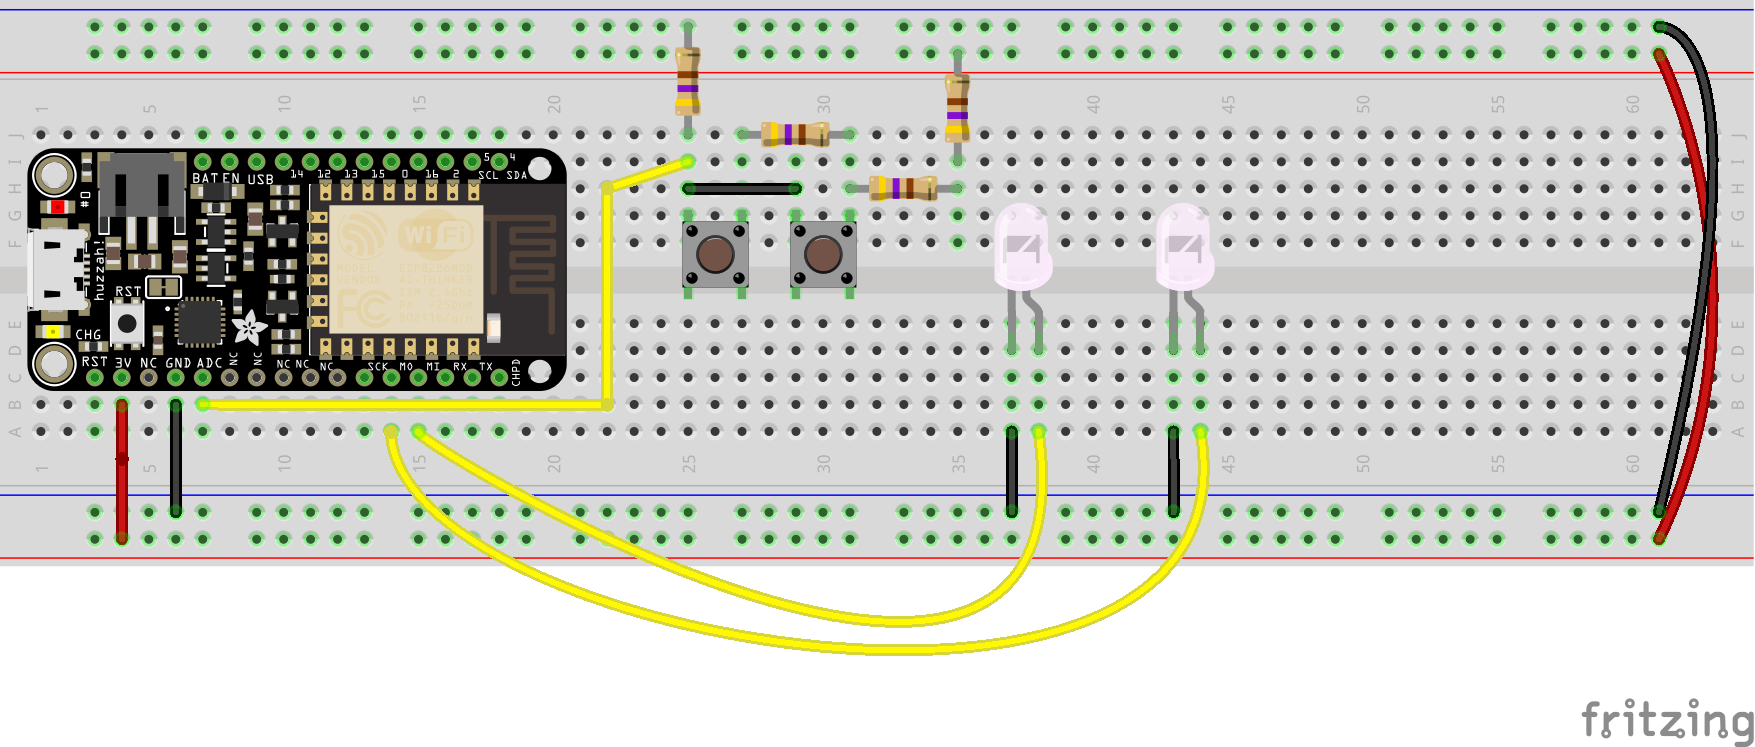 1 5 10 15 20 25 30 35 40 45 50 55 60
J J
I I
H H
G G
F F
E E
D D
C C
B B
A A
BAT EN USB 14 12 13 15 0 16 2 5 SCL 4 SDA
#0
huzzah!
WiFi
FC
RST
CHG
RST 3V NC GND ADC NC NC NC NC NC SCK MO MI RX TX CHPD
1 5 10 15 20 25 30 35 40 45 50 55 60
fritzing